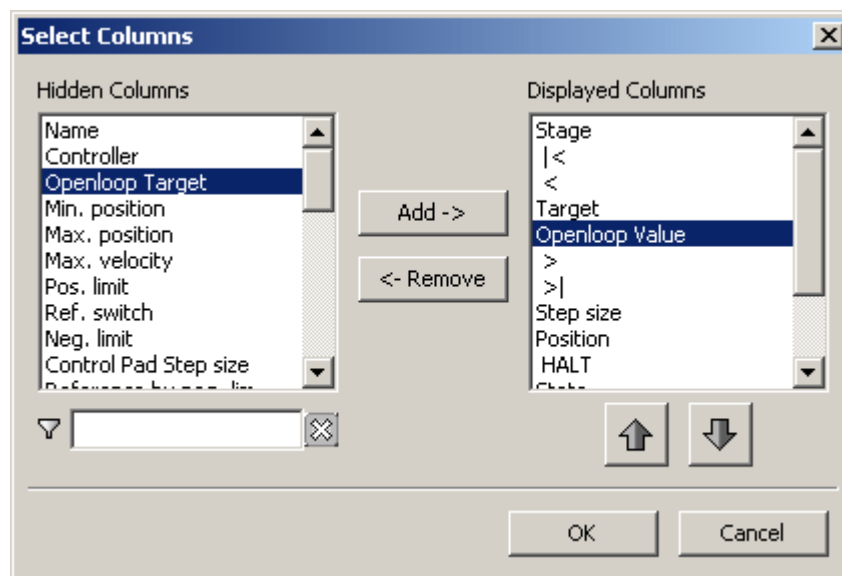 Select Columns
Hidden Columns
Name
Controller
Openloop Target
Min. position
Max. position
Max. velocity
Pos. limit
Ref. switch
Neg. limit
Control Pad Step size
Add ->
<- Remove
Displayed Columns
Stage
|<
<
Target
Openloop Value
>
>|
Step size
Position
HALT
State
OK
Cancel